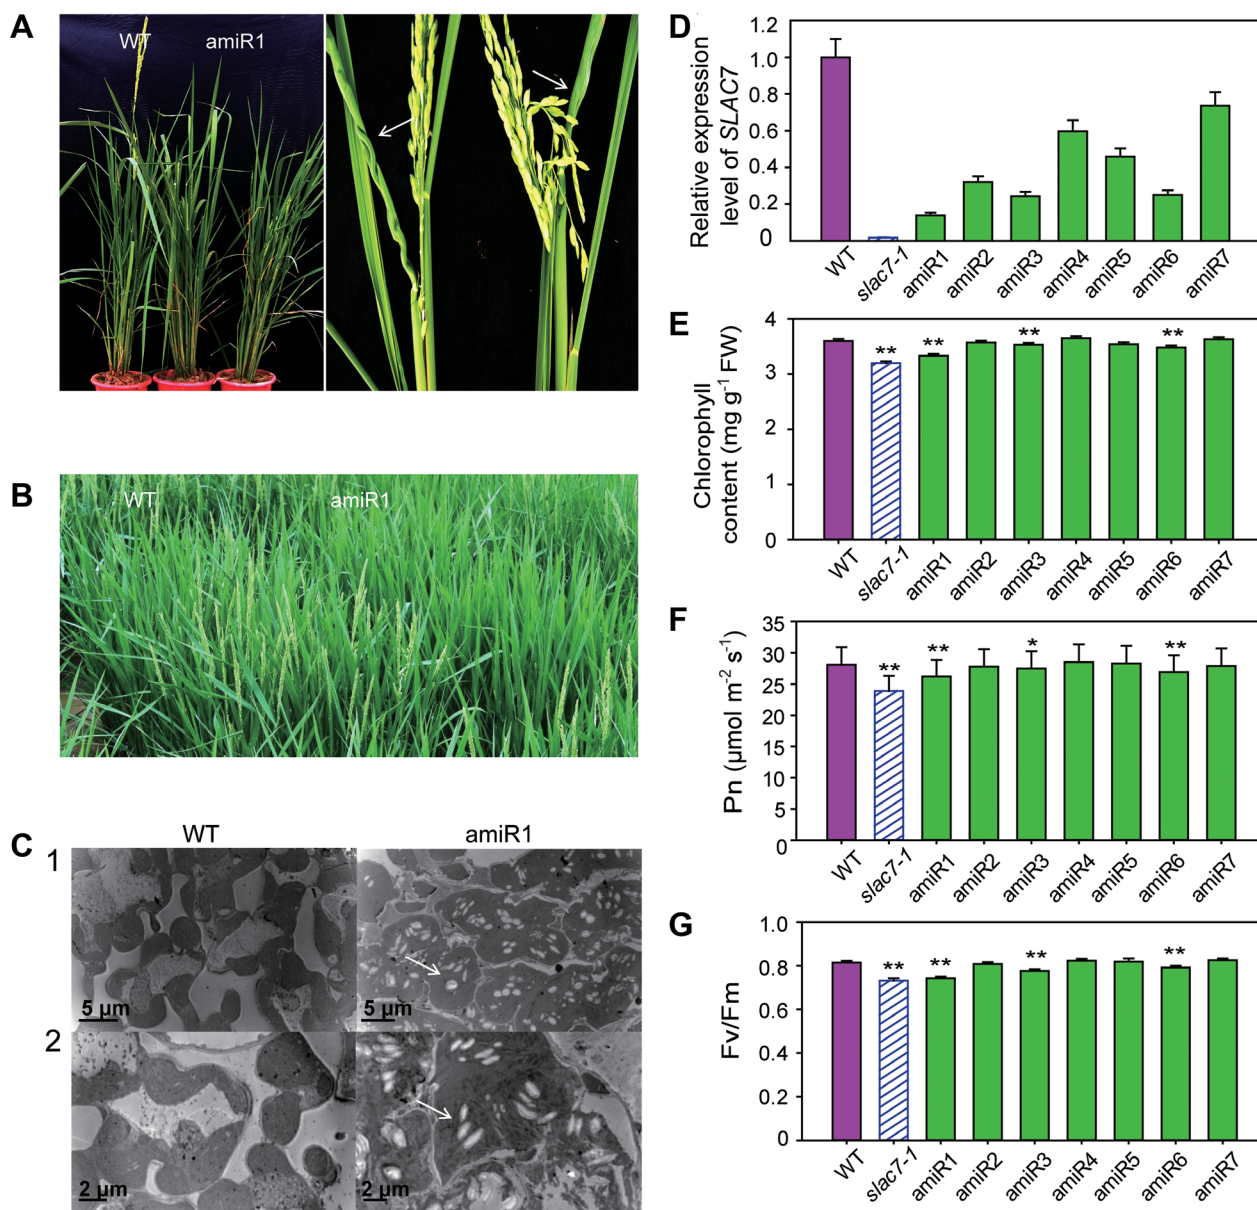 A
WT
amiR1
B
WT
amiR1
C
WT
amiR1
1
5 µm
5 µm
2
2 µm
2 µm
D
Relative expression
level of SLAC7
1.2
1.0
0.8
0.6
0.4
0.2
0
WT
slac7-1
amiR1
amiR2
amiR3
amiR4
amiR5
amiR6
amiR7
E
Chlorophyll
content (mg g⁻¹ FW)
4
3
2
1
0
**
**
**
**
WT
slac7-1
amiR1
amiR2
amiR3
amiR4
amiR5
amiR6
amiR7
F
Pn (µmol m⁻² s⁻¹)
35
30
25
20
15
10
5
0
**
**
*
**
WT
slac7-1
amiR1
amiR2
amiR3
amiR4
amiR5
amiR6
amiR7
G
Fv/Fm
1.0
0.8
0.6
0.4
0.2
0
**
**
**
**
WT
slac7-1
amiR1
amiR2
amiR3
amiR4
amiR5
amiR6
amiR7